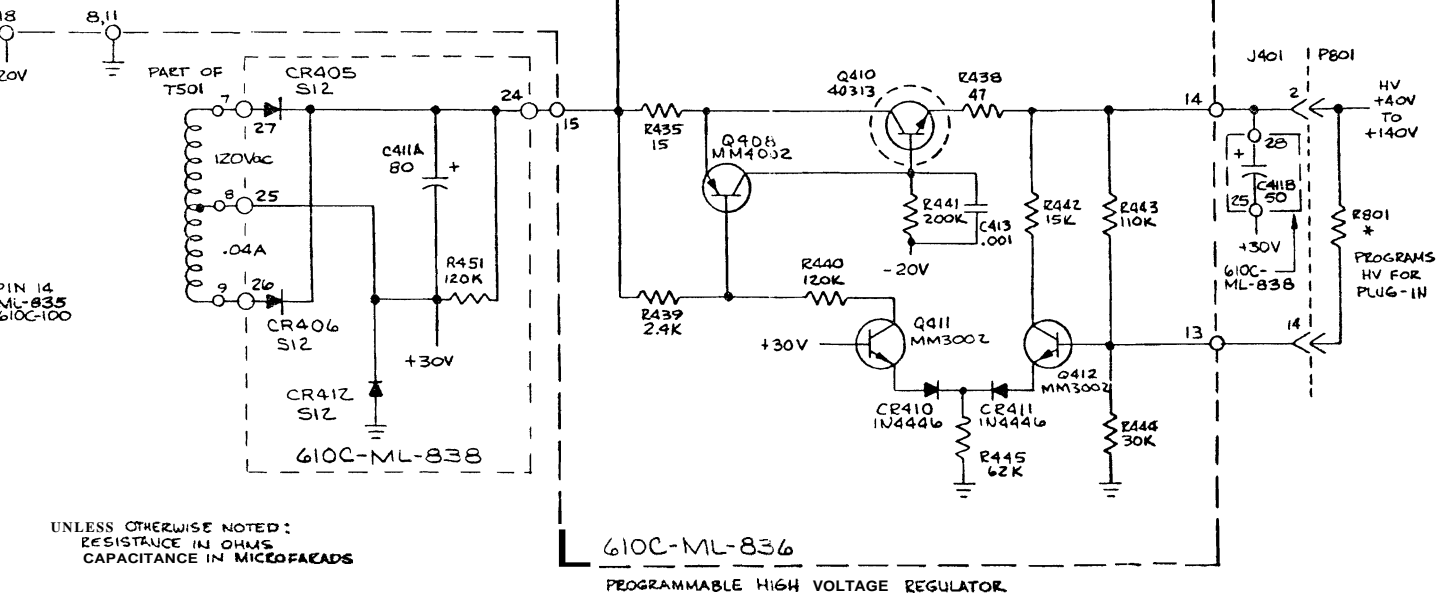 18
8,11
20V
PART OF
T501
7
CR405
S12
27
120Vac
8
25
.04A
9
26
CR406
S12
C411A
80
+
R451
120K
+30V
CR412
S12
24
15
610C-ML-838
PIN 14
ML-835
610C-100
UNLESS OTHERWISE NOTED:
RESISTANCE IN OHMS
CAPACITANCE IN MICROFARADS
R435
15
Q408
MM4002
Q410
40313
R438
47
R441
200K
C413
.001
-20V
R442
15K
R443
110K
R439
2.4K
R440
120K
Q411
MM3002
+30V
Q412
MM3002
CR410
1N4446
CR411
1N4446
R445
62K
R444
30K
14
13
J401
P801
2
HV
+40V
TO
+140V
28
+
C411B
50
25
+30V
610C-
ML-838
R801
*
PROGRAMS
HV FOR
PLUG-IN
14
610C-ML-836
PROGRAMMABLE HIGH VOLTAGE REGULATOR